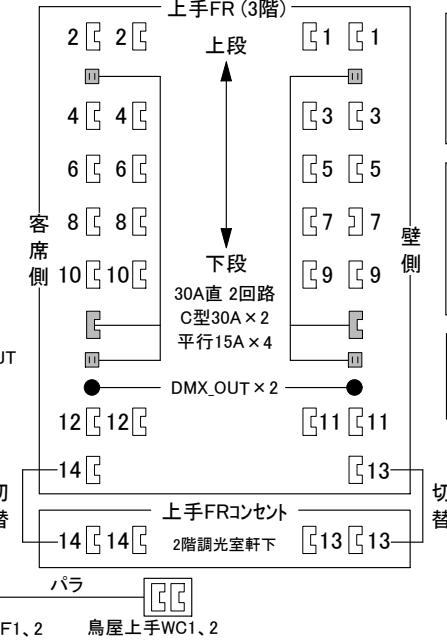 上手FR (3階)
2 2 1 1
上段
4 4 3 3
6 6 5 5
8 8 7 7
客席側
壁側
下段
10 10 9 9
30A直 2回路
C型30A×2
平行15A×4
UT
DMX_OUT×2
12 12 11 11
14 13
切替
切替
上手FRコンセント
14 14 2階調光室軒下 13 13
パラ
F1、2
鳥屋上手WC1、2